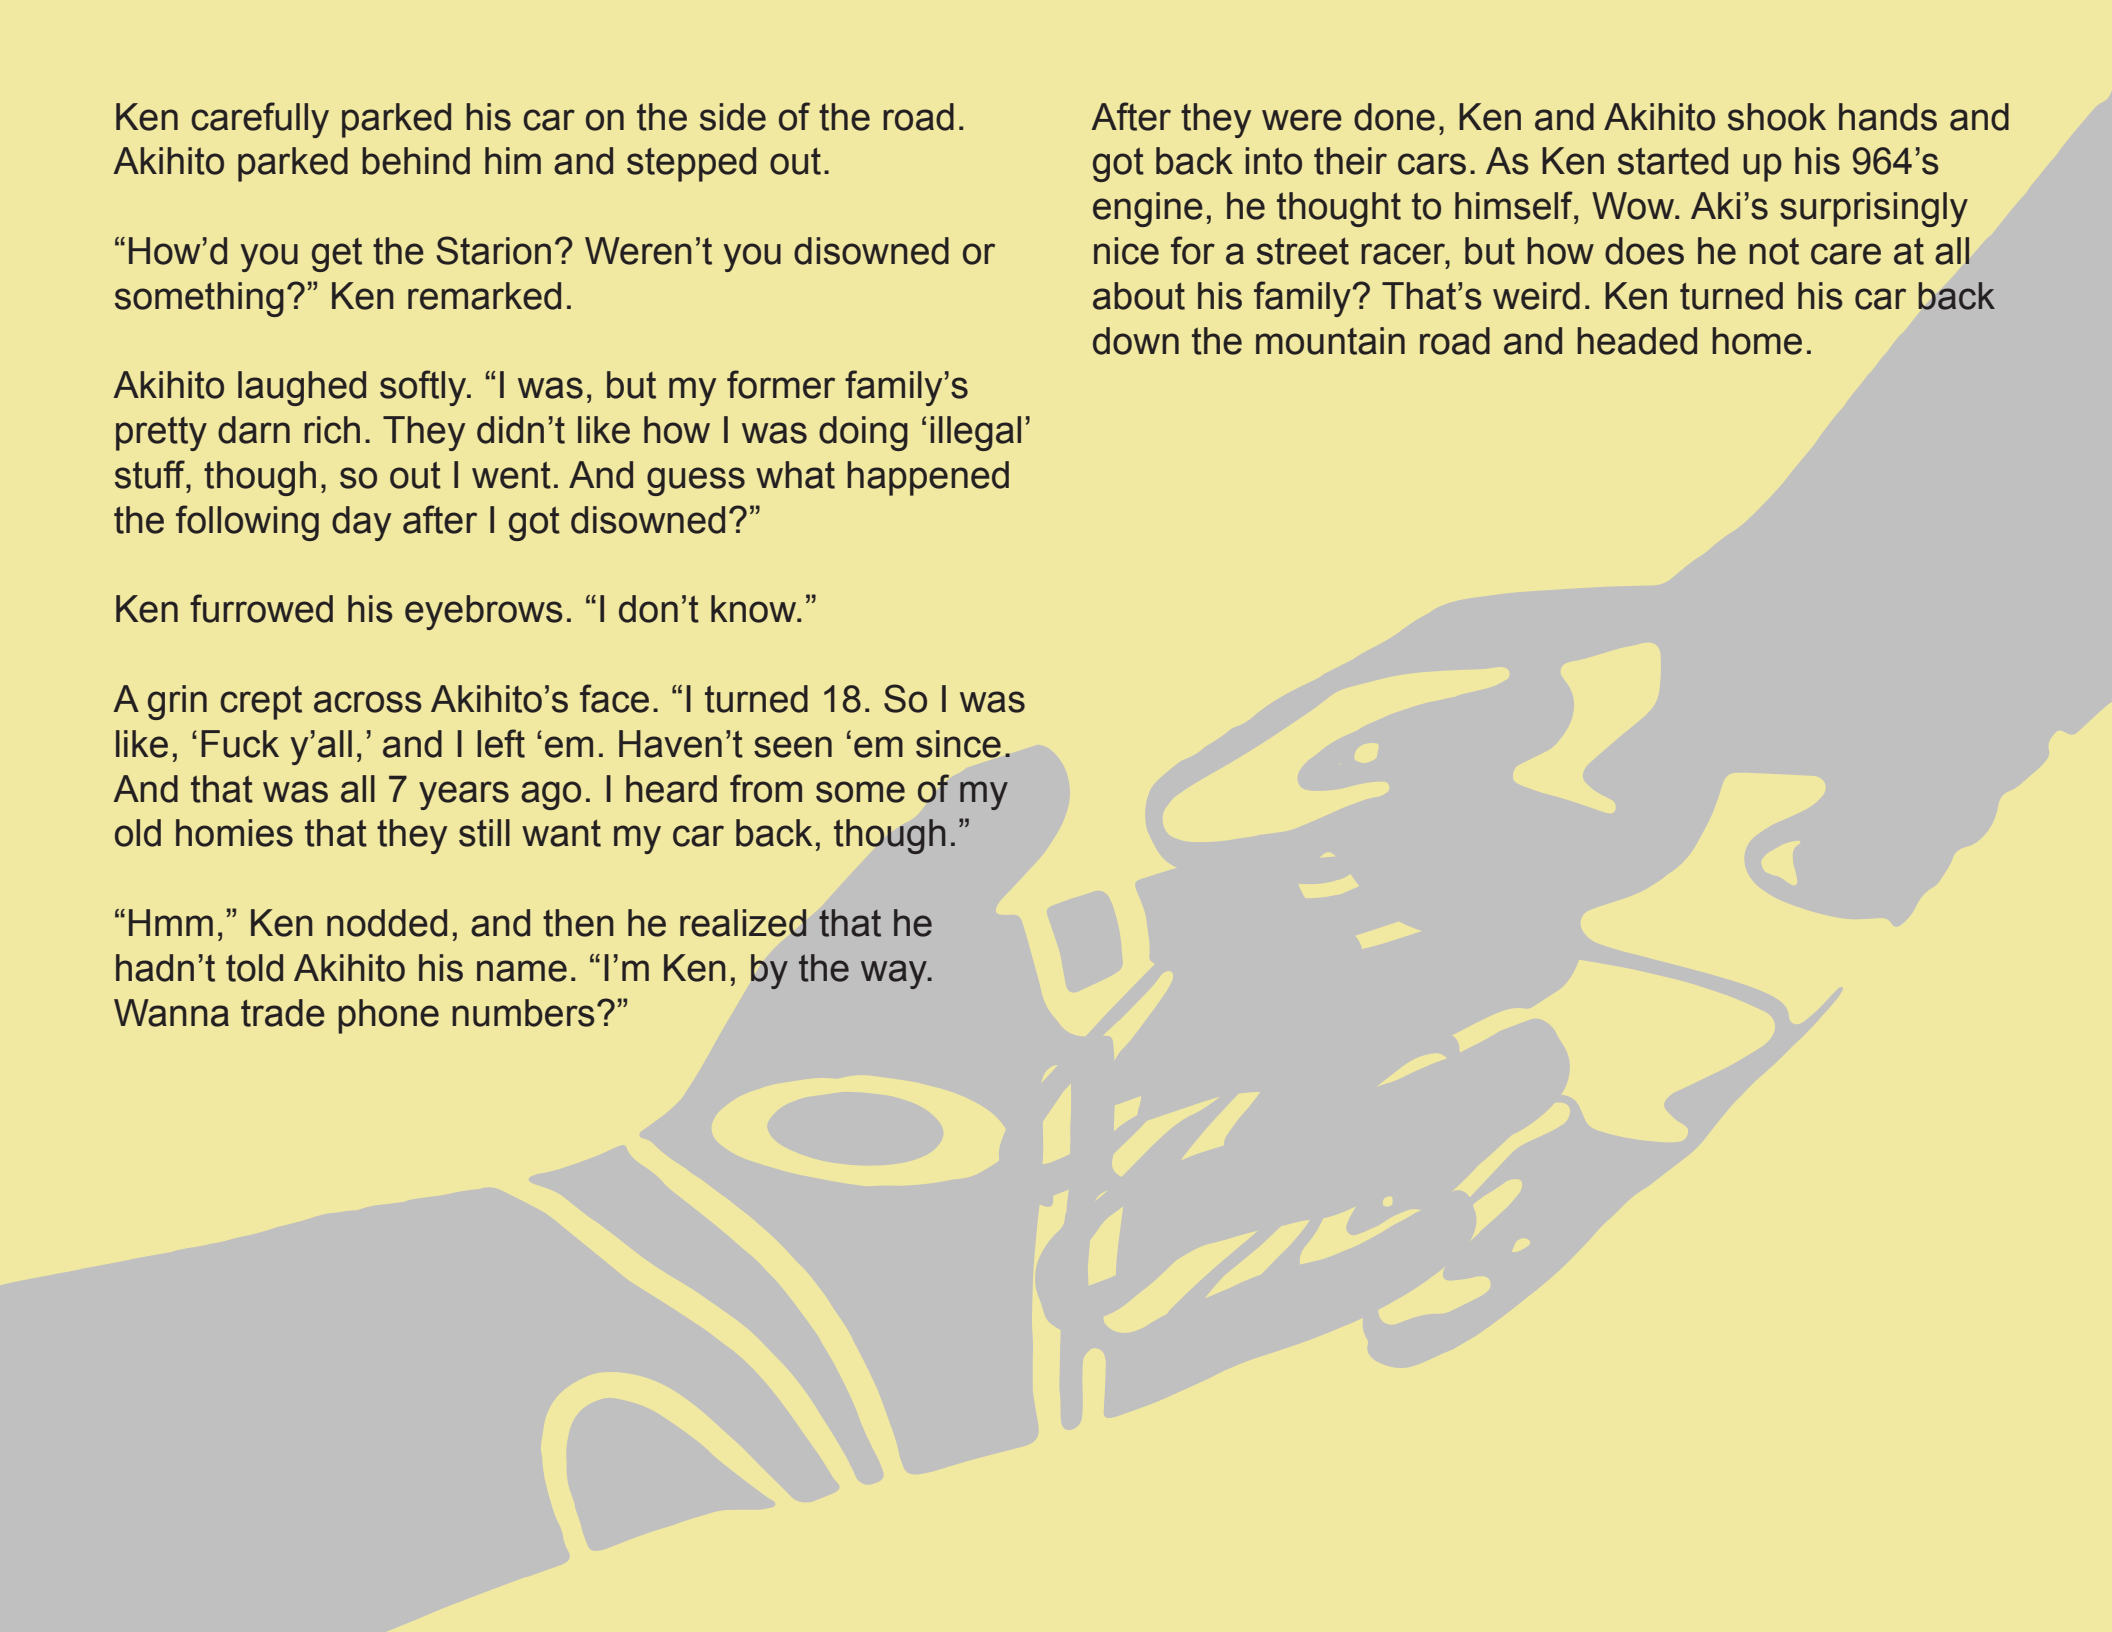 Ken carefully parked his car on the side of the road.
Akihito parked behind him and stepped out.
“How’d you get the Starion? Weren’t you disowned or
something?” Ken remarked.
Akihito laughed softly. “I was, but my former family’s
pretty darn rich. They didn’t like how I was doing ‘illegal’
stuff, though, so out I went. And guess what happened
the following day after I got disowned?”
Ken furrowed his eyebrows. “I don’t know.”
A grin crept across Akihito’s face. “I turned 18. So I was
like, ‘Fuck y’all,’ and I left ‘em. Haven’t seen ‘em since.
And that was all 7 years ago. I heard from some of my
old homies that they still want my car back, though.”
“Hmm,” Ken nodded, and then he realized that he
hadn’t told Akihito his name. “I’m Ken, by the way.
Wanna trade phone numbers?”
After they were done, Ken and Akihito shook hands and
got back into their cars. As Ken started up his 964’s
engine, he thought to himself, Wow. Aki’s surprisingly
nice for a street racer, but how does he not care at all
about his family? That’s weird. Ken turned his car back
down the mountain road and headed home.